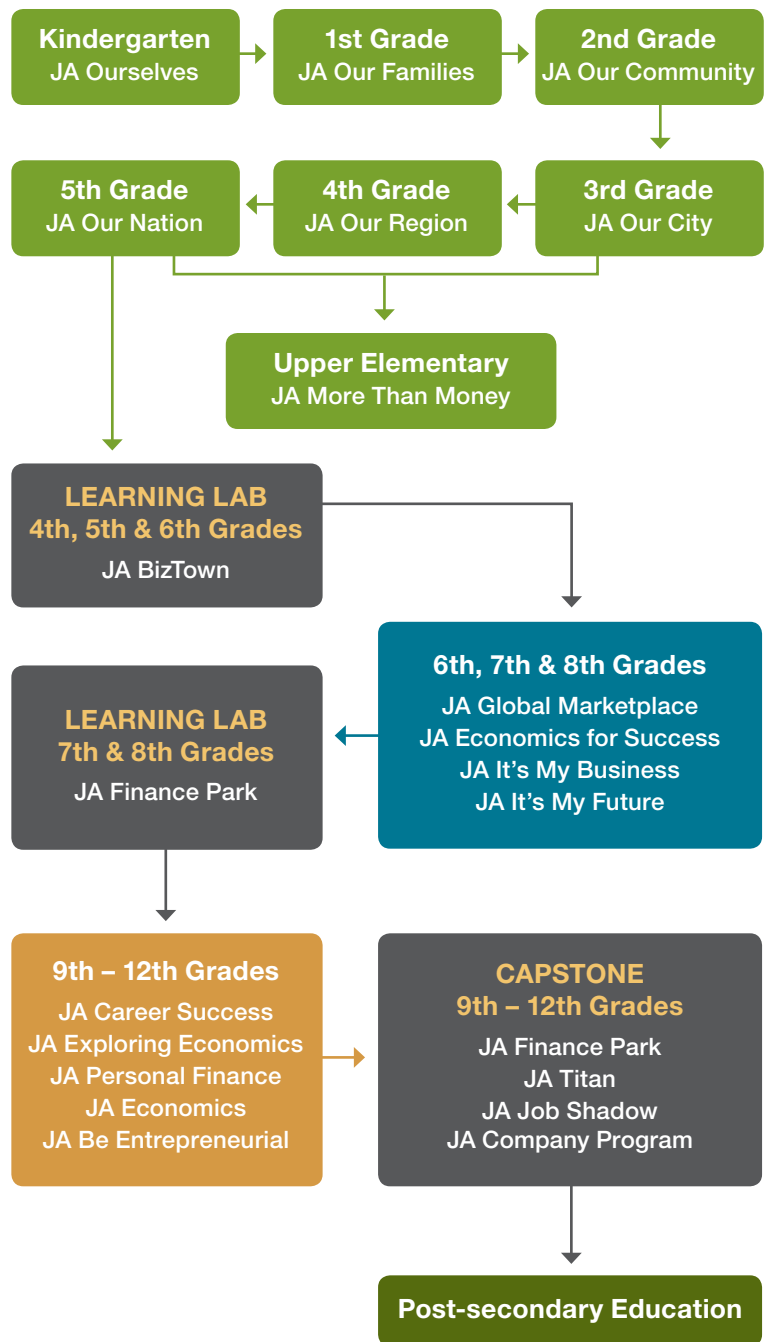 Kindergarten
JA Ourselves
1st Grade
JA Our Families
2nd Grade
JA Our Community
3rd Grade
JA Our City
4th Grade
JA Our Region
5th Grade
JA Our Nation
Upper Elementary
JA More Than Money
LEARNING LAB
4th, 5th & 6th Grades
JA BizTown
6th, 7th & 8th Grades
JA Global Marketplace
JA Economics for Success
JA It's My Business
JA It's My Future
LEARNING LAB
7th & 8th Grades
JA Finance Park
9th – 12th Grades
JA Career Success
JA Exploring Economics
JA Personal Finance
JA Economics
JA Be Entrepreneurial
CAPSTONE
9th – 12th Grades
JA Finance Park
JA Titan
JA Job Shadow
JA Company Program
Post-secondary Education